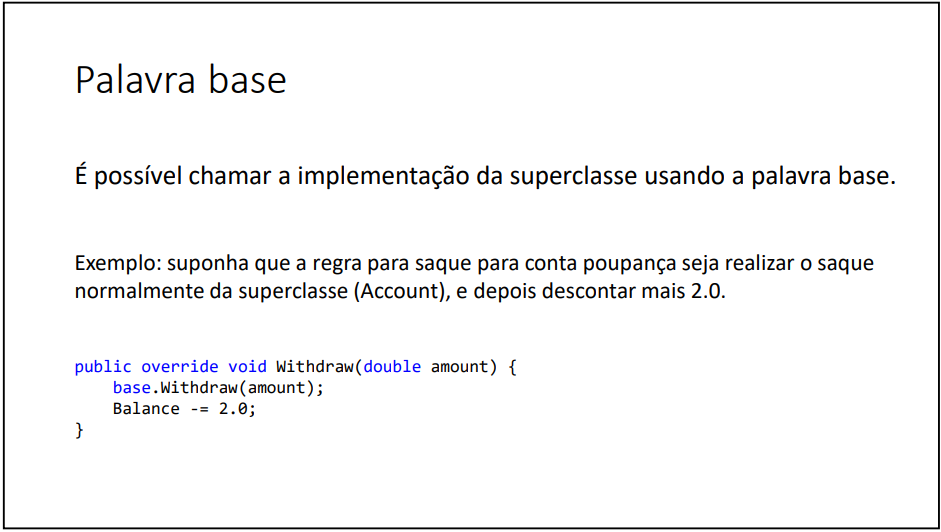 Palavra base
É possível chamar a implementação da superclasse usando a palavra base.
Exemplo: suponha que a regra para saque para conta poupança seja realizar o saque
normalmente da superclasse (Account), e depois descontar mais 2.0.
public override void Withdraw(double amount) {
    base.Withdraw(amount);
    Balance -= 2.0;
}